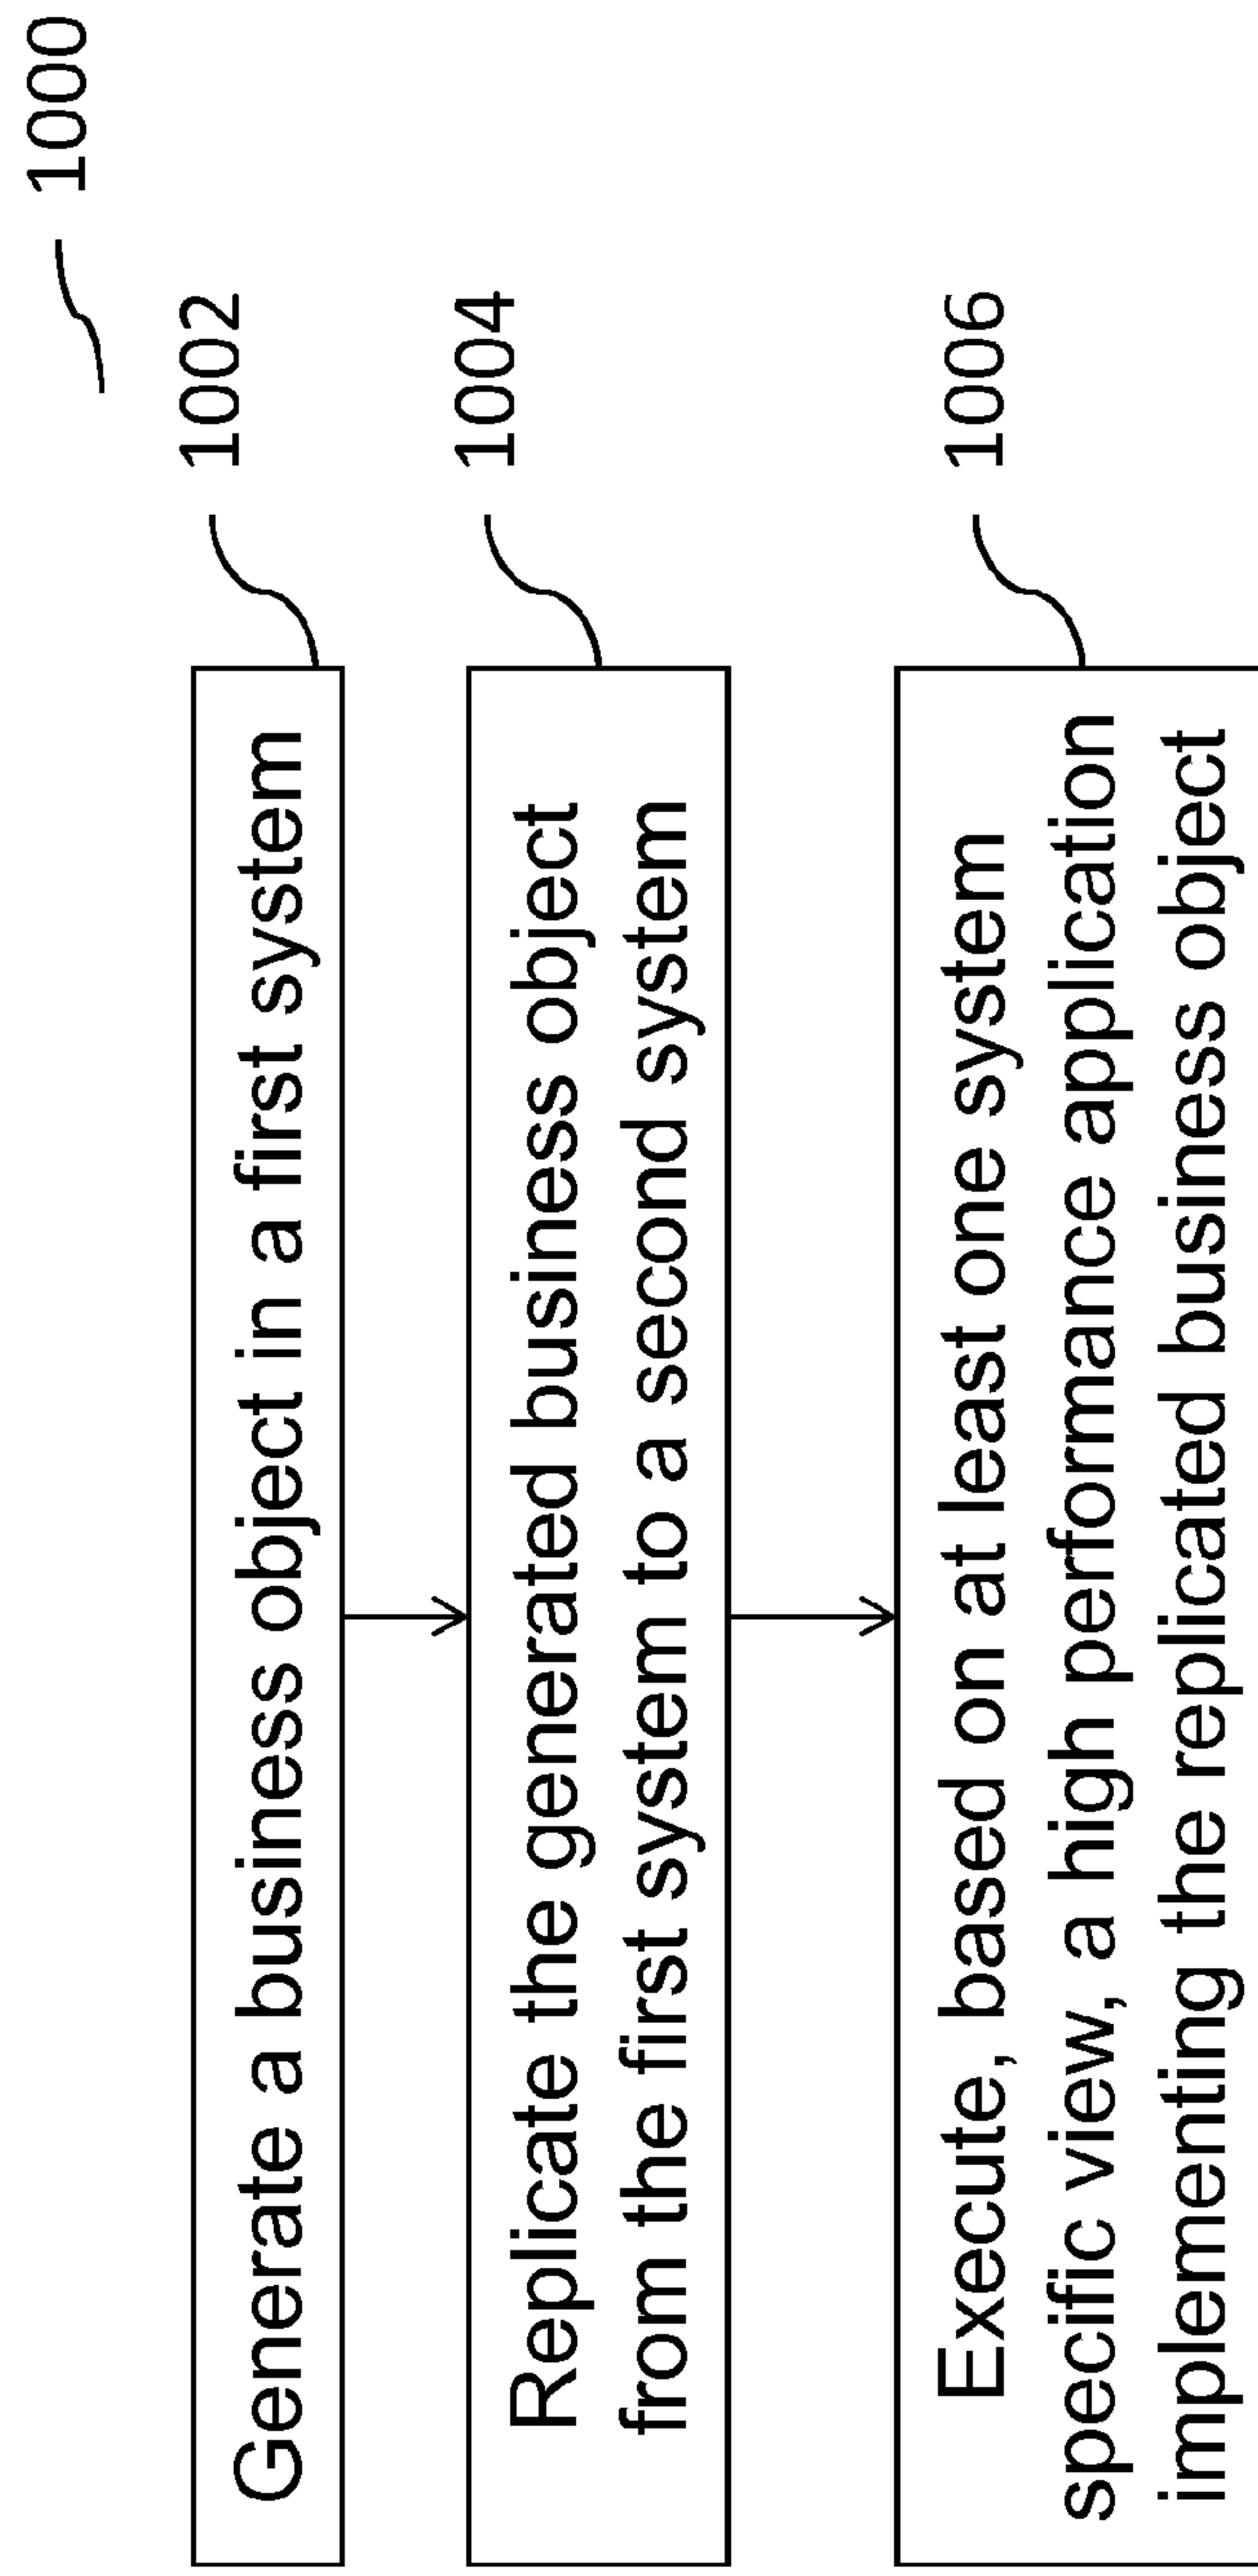 1000
1002
Generate a business object in a first system
1004
Replicate the generated business object
from the first system to a second system
1006
Execute, based on at least one system
specific view, a high performance application
implementing the replicated business object